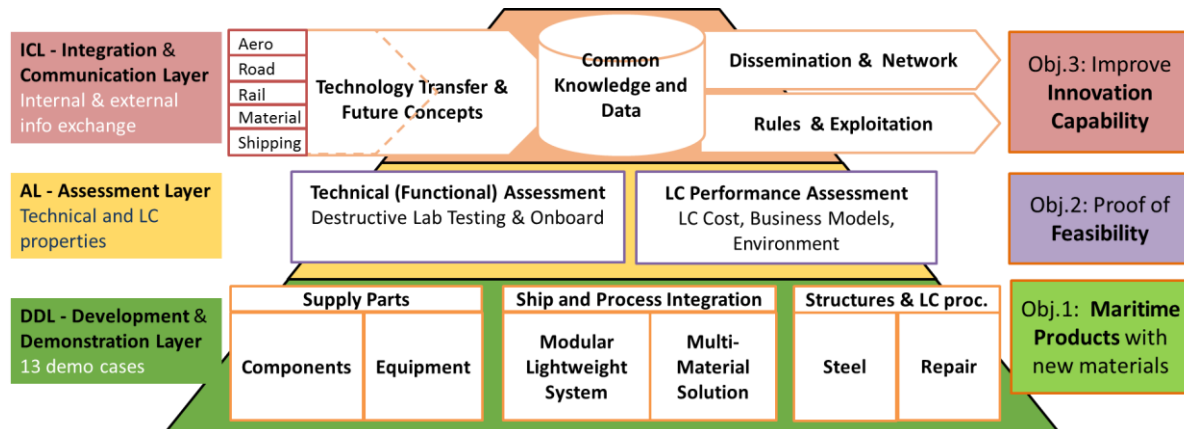 ICL - Integration &
Communication Layer
Internal & external
info exchange
Aero
Road
Rail
Material
Shipping
Technology Transfer &
Future Concepts
Common
Knowledge and
Data
Dissemination & Network
Rules & Exploitation
Obj.3: Improve
Innovation
Capability
AL - Assessment Layer
Technical and LC
properties
Technical (Functional) Assessment
Destructive Lab Testing & Onboard
LC Performance Assessment
LC Cost, Business Models,
Environment
Obj.2: Proof of
Feasibility
DDL - Development &
Demonstration Layer
13 demo cases
Supply Parts
Components
Equipment
Ship and Process Integration
Modular
Lightweight
System
Multi-
Material
Solution
Structures & LC proc.
Steel
Repair
Obj.1: Maritime
Products with
new materials